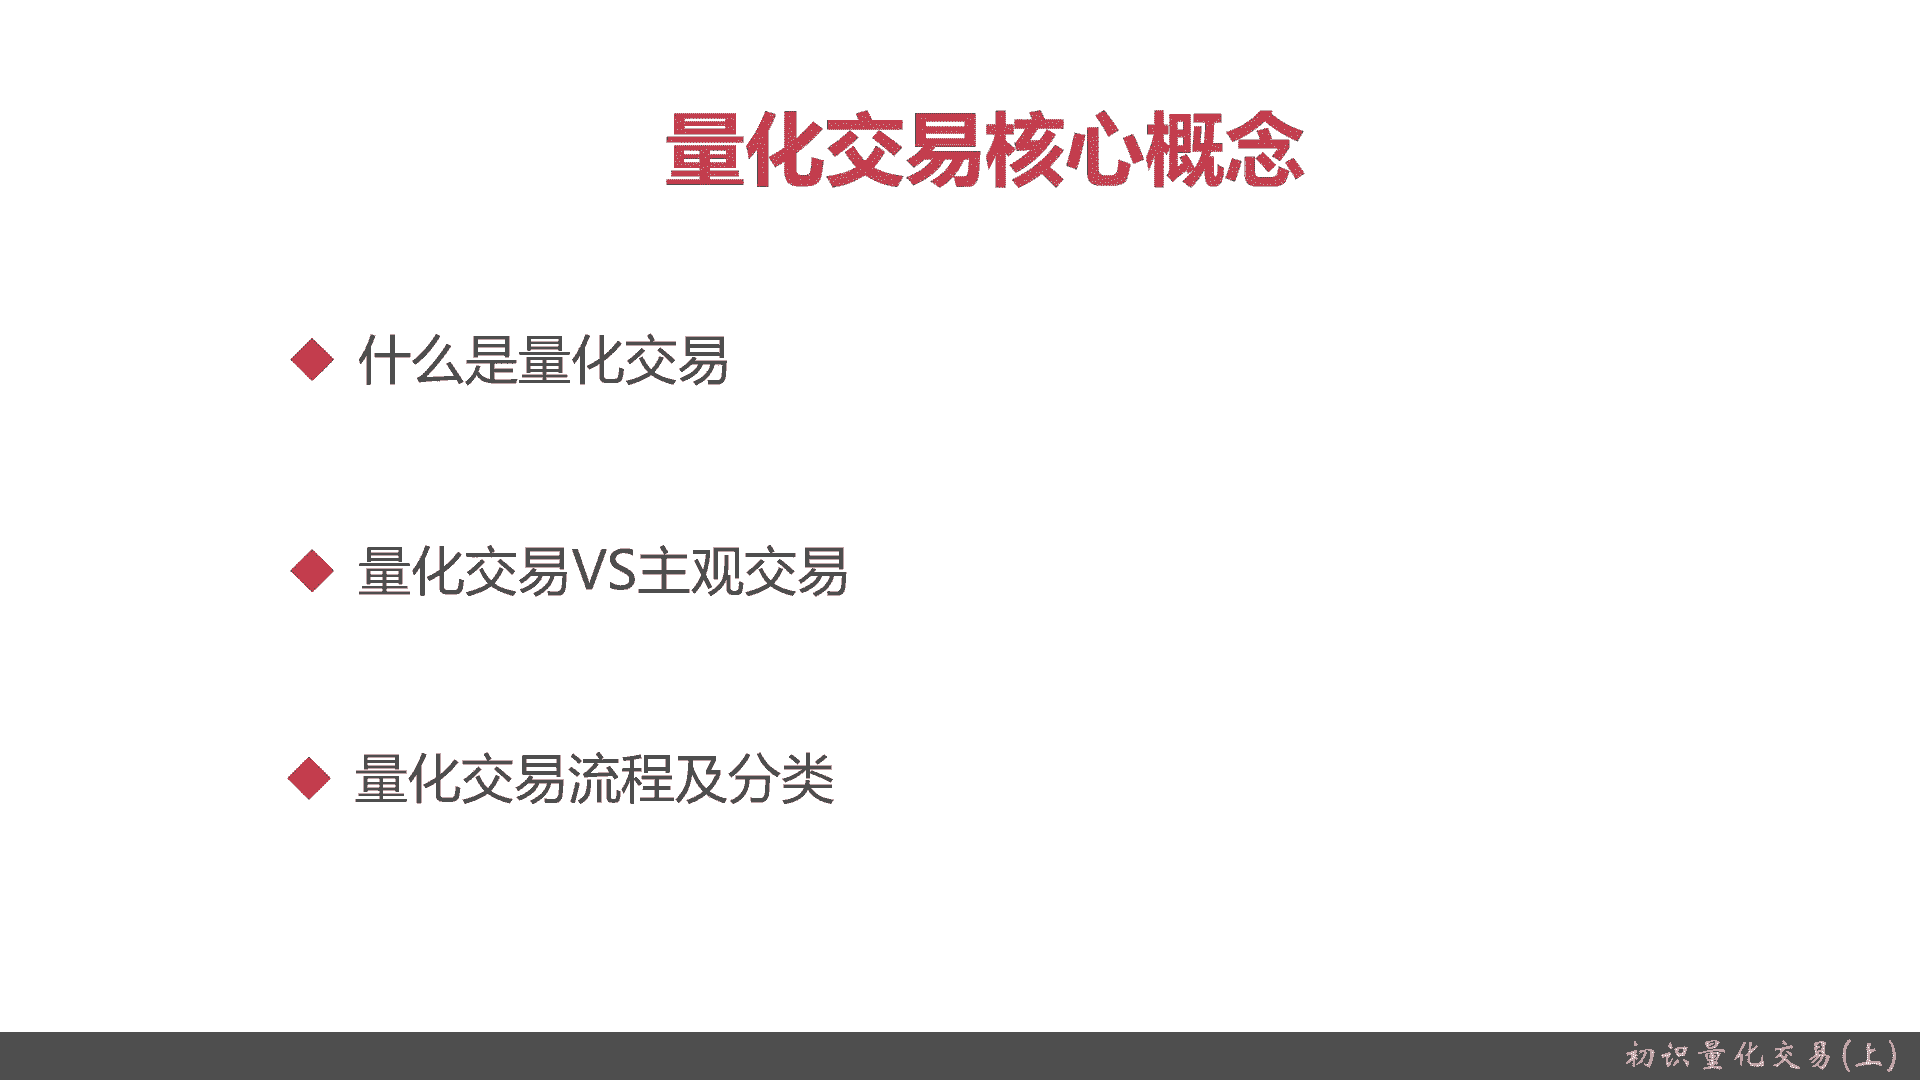 量化交易核心概念
什么是量化交易
量化交易VS主观交易
量化交易流程及分类
初识量化交易(上)